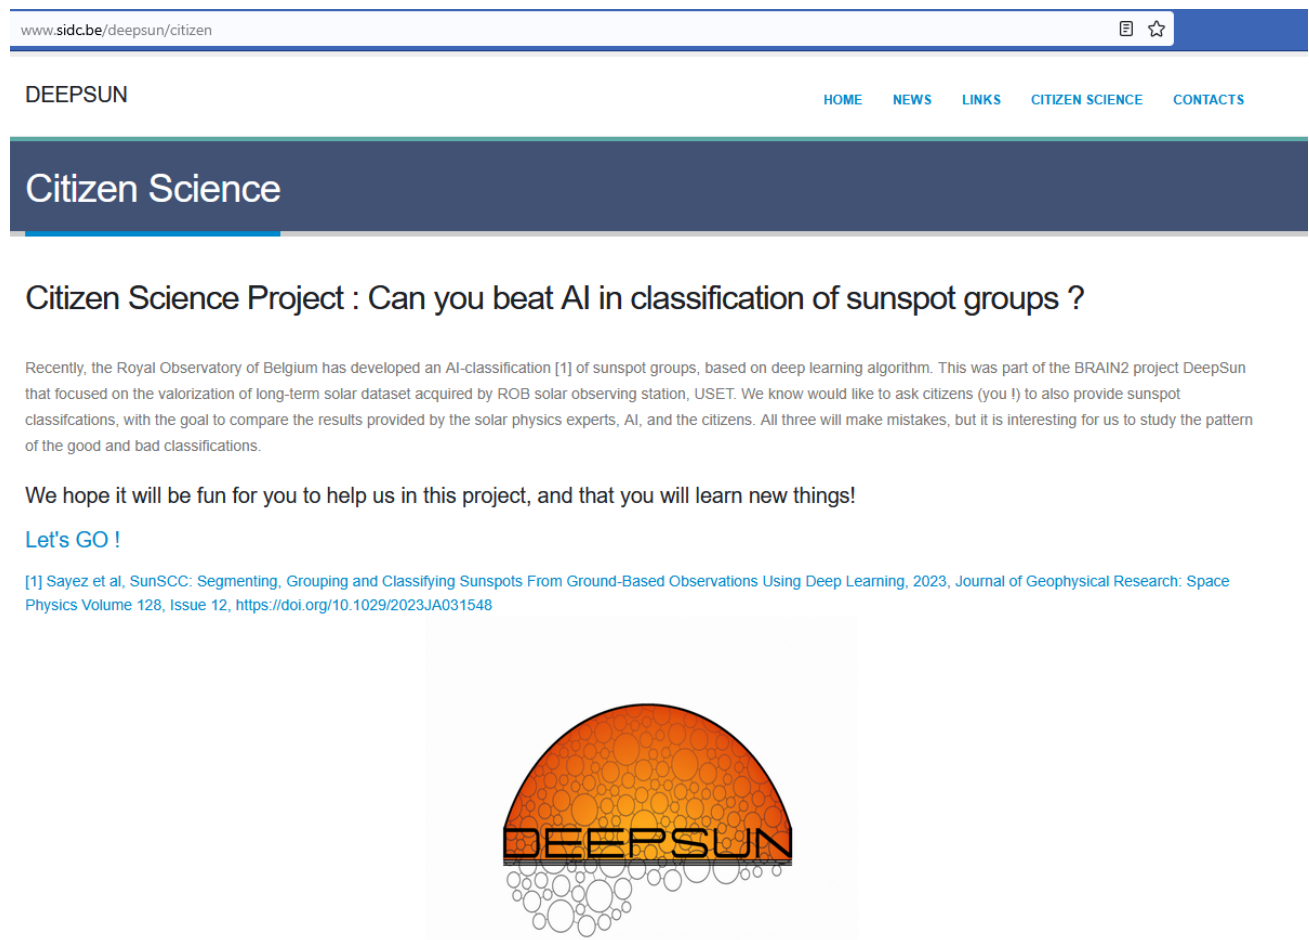 www.sidc.be/deepsun/citizen
DEEPSUN
HOME NEWS LINKS CITIZEN SCIENCE CONTACTS
Citizen Science
Citizen Science Project : Can you beat AI in classification of sunspot groups ?
Recently, the Royal Observatory of Belgium has developed an AI-classification [1] of sunspot groups, based on deep learning algorithm. This was part of the BRAIN2 project DeepSun
that focused on the valorization of long-term solar dataset acquired by ROB solar observing station, USET. We know would like to ask citizens (you !) to also provide sunspot
classifcations, with the goal to compare the results provided by the solar physics experts, AI, and the citizens. All three will make mistakes, but it is interesting for us to study the pattern
of the good and bad classifications.
We hope it will be fun for you to help us in this project, and that you will learn new things!
Let's GO !
[1] Sayez et al, SunSCC: Segmenting, Grouping and Classifying Sunspots From Ground-Based Observations Using Deep Learning, 2023, Journal of Geophysical Research: Space
Physics Volume 128, Issue 12, https://doi.org/10.1029/2023JA031548
DEEPSUN